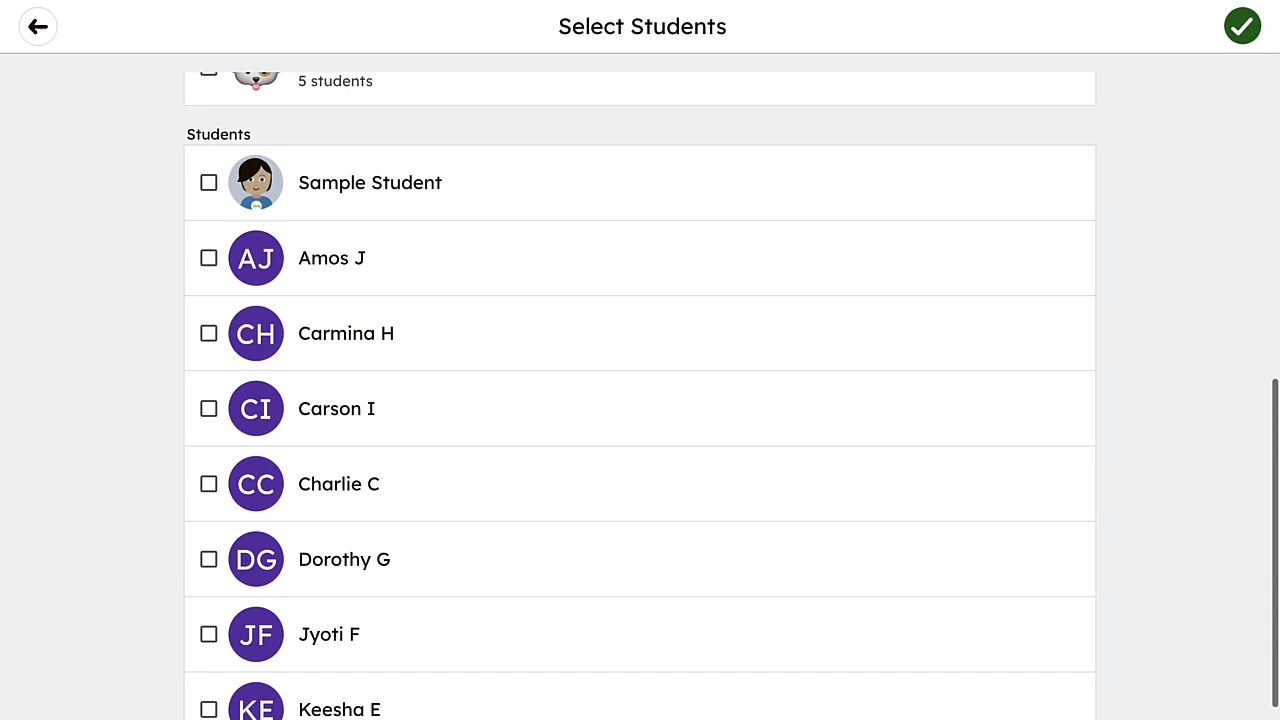 Select Students
5 students
Students
Sample Student
AJ Amos J
CH Carmina H
CI Carson I
CC Charlie C
DG Dorothy G
JF Jyoti F
KE Keesha E